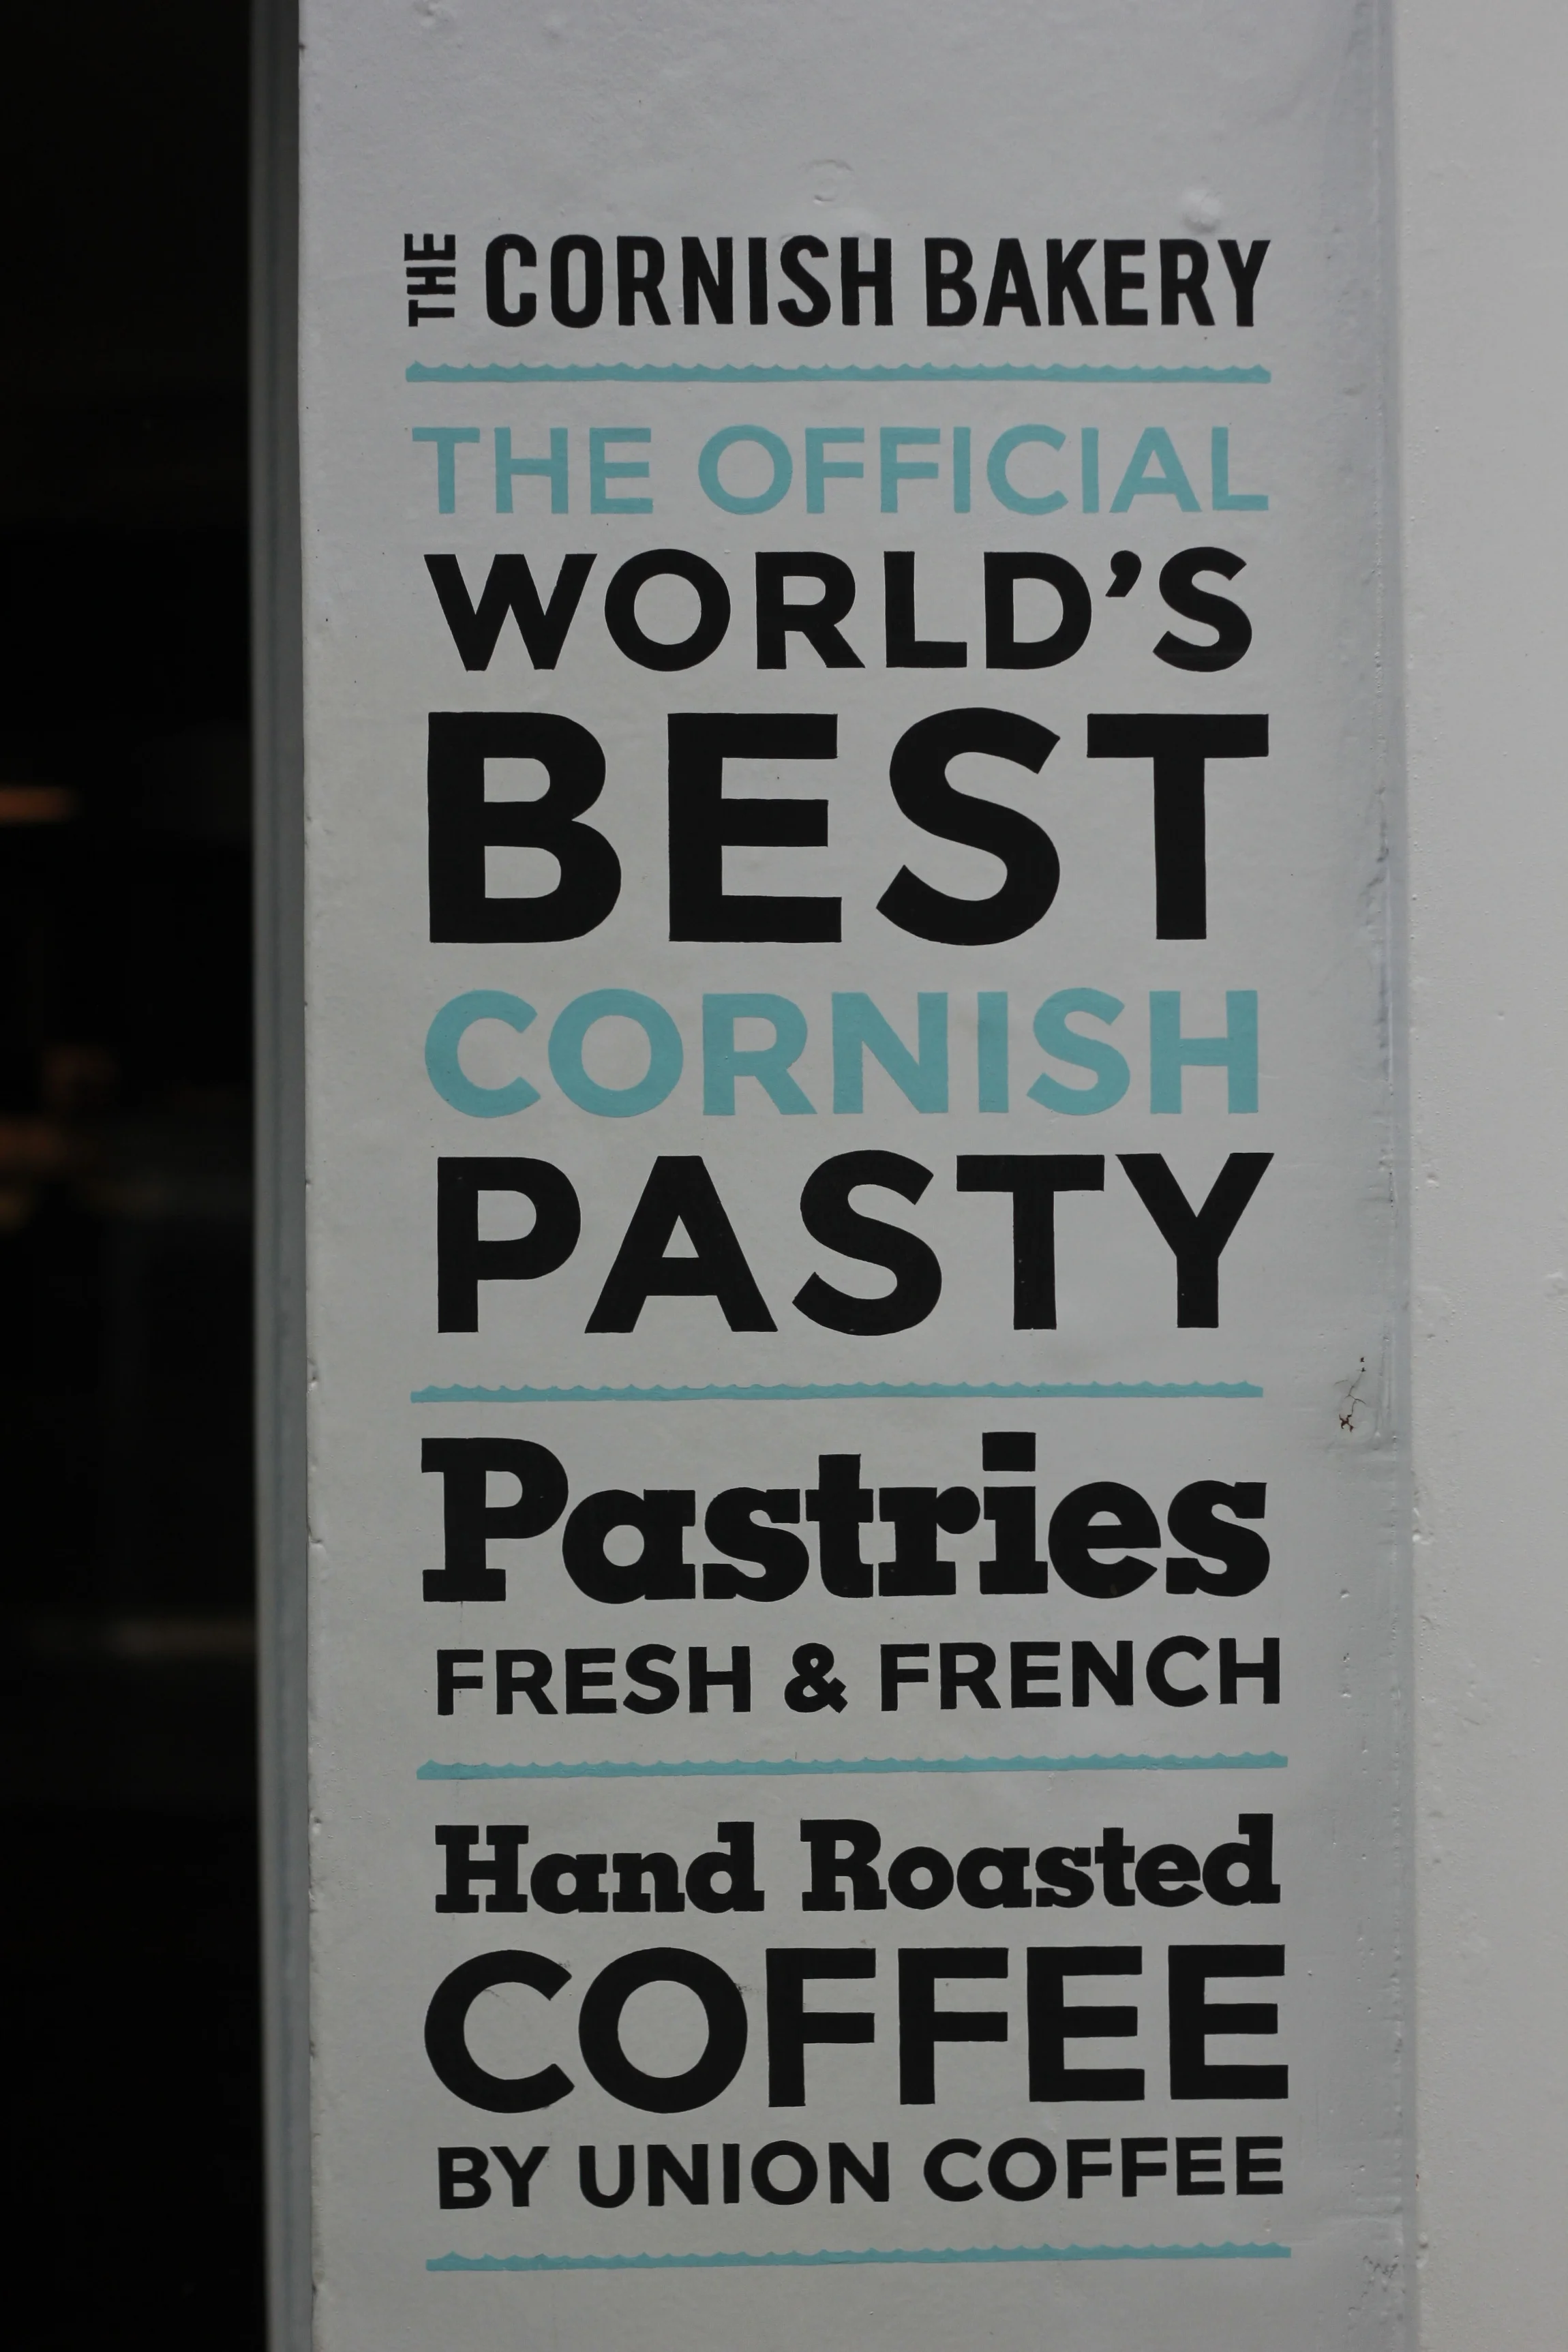 THE CORNISH BAKERY
THE OFFICIAL
WORLD'S
BEST
CORNISH
PASTY
Pastries
FRESH & FRENCH
Hand Roasted
COFFEE
BY UNION COFFEE